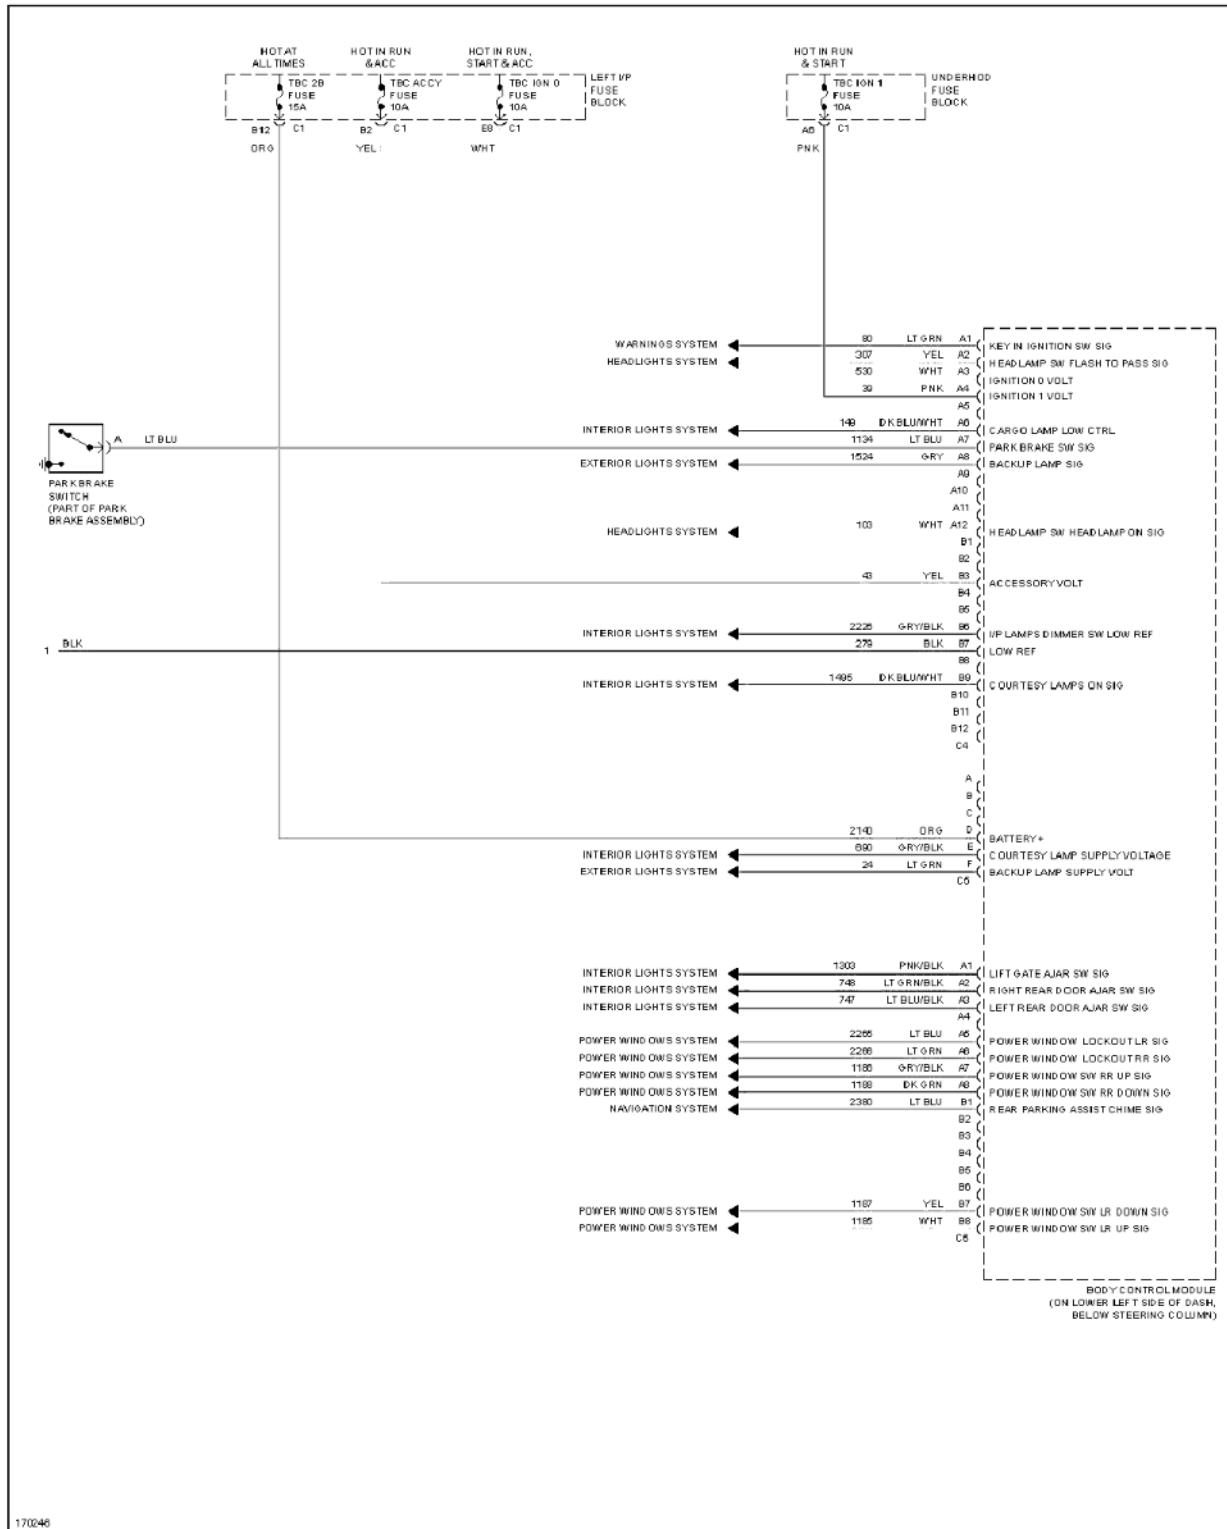 HOT AT ALL TIMES
HOT IN RUN & ACC
HOT IN RUN, START & ACC
HOT IN RUN & START
TBC 2B FUSE 15A
TBC ACCY FUSE 10A
TBC IGN 0 FUSE 10A
LEFT I/P FUSE BLOCK
TBC IGN 1 FUSE 10A
UNDERHOD FUSE BLOCK
B12 C1
B2 C1
E8 C1
A6 C1
ORG
YEL
WHT
PNK
WARNINGS SYSTEM 80 LT GRN A1 KEY IN IGNITION SW SIG
HEADLIGHTS SYSTEM 307 YEL A2 HEADLAMP SW FLASH TO PASS SIG
530 WHT A3 IGNITION 0 VOLT
39 PNK A4 IGNITION 1 VOLT
A5
INTERIOR LIGHTS SYSTEM 149 DK BLU/WHT A6 CARGO LAMP LOW CTRL
A LT BLU 1134 LT BLU A7 PARK BRAKE SW SIG
EXTERIOR LIGHTS SYSTEM 1524 GRY A8 BACKUP LAMP SIG
PARK BRAKE
SWITCH
(PART OF PARK
BRAKE ASSEMBLY)
A9
A10
A11
HEADLIGHTS SYSTEM 103 WHT A12 HEADLAMP SW HEADLAMP ON SIG
B1
B2
43 YEL B3 ACCESSORY VOLT
B4
B5
INTERIOR LIGHTS SYSTEM 2226 GRY/BLK B6 I/P LAMPS DIMMER SW LOW REF
1 BLK 279 BLK B7 LOW REF
B8
INTERIOR LIGHTS SYSTEM 1495 DK BLU/WHT B9 COURTESY LAMPS ON SIG
B10
B11
B12
C4
A
B
C
2140 ORG D BATTERY+
INTERIOR LIGHTS SYSTEM 690 GRY/BLK E COURTESY LAMP SUPPLY VOLTAGE
EXTERIOR LIGHTS SYSTEM 24 LT GRN F BACKUP LAMP SUPPLY VOLT
C5
INTERIOR LIGHTS SYSTEM 1303 PNK/BLK A1 LIFT GATE AJAR SW SIG
INTERIOR LIGHTS SYSTEM 748 LT GRN/BLK A2 RIGHT REAR DOOR AJAR SW SIG
INTERIOR LIGHTS SYSTEM 747 LT BLU/BLK A3 LEFT REAR DOOR AJAR SW SIG
A4
POWER WINDOWS SYSTEM 2265 LT BLU A5 POWER WINDOW LOCKOUT LR SIG
POWER WINDOWS SYSTEM 2266 LT GRN A6 POWER WINDOW LOCKOUT RR SIG
POWER WINDOWS SYSTEM 1186 GRY/BLK A7 POWER WINDOW SW RR UP SIG
POWER WINDOWS SYSTEM 1188 DK GRN A8 POWER WINDOW SW RR DOWN SIG
NAVIGATION SYSTEM 2380 LT BLU B1 REAR PARKING ASSIST CHIME SIG
B2
B3
B4
B5
B6
POWER WINDOWS SYSTEM 1187 YEL B7 POWER WINDOW SW LR DOWN SIG
POWER WINDOWS SYSTEM 1185 WHT B8 POWER WINDOW SW LR UP SIG
C6
BODY CONTROL MODULE
(ON LOWER LEFT SIDE OF DASH,
BELOW STEERING COLUMN)
170246